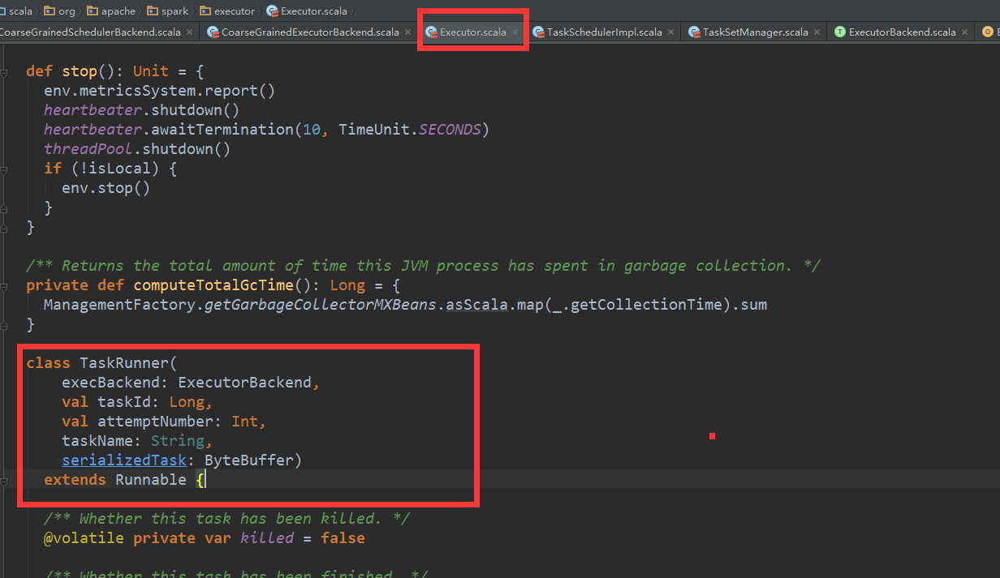 scala org apache spark executor Executor.scala
CoarseGrainedSchedulerBackend.scala CoarseGrainedExecutorBackend.scala Executor.scala TaskSchedulerImpl.scala TaskSetManager.scala ExecutorBackend.scala
def stop(): Unit = {
env.metricsSystem.report()
heartbeater.shutdown()
heartbeater.awaitTermination(10, TimeUnit.SECONDS)
threadPool.shutdown()
if (!isLocal) {
env.stop()
}
}
/** Returns the total amount of time this JVM process has spent in garbage collection. */
private def computeTotalGcTime(): Long = {
ManagementFactory.getGarbageCollectorMXBeans.asScala.map(_.getCollectionTime).sum
}
class TaskRunner(
execBackend: ExecutorBackend,
val taskId: Long,
val attemptNumber: Int,
taskName: String,
serializedTask: ByteBuffer)
extends Runnable {
/** Whether this task has been killed. */
@volatile private var killed = false
/** Whether this task has been finished. */